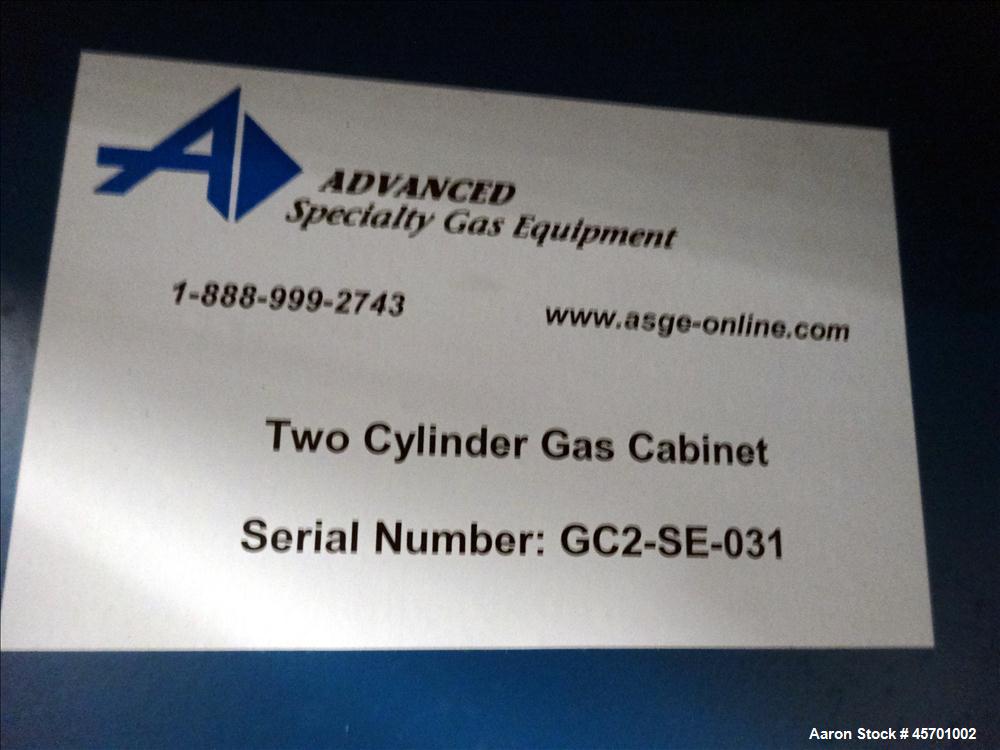 ADVANCED
Specialty Gas Equipment
1-888-999-2743 www.asge-online.com
Two Cylinder Gas Cabinet
Serial Number: GC2-SE-031
Aaron Stock # 45701002